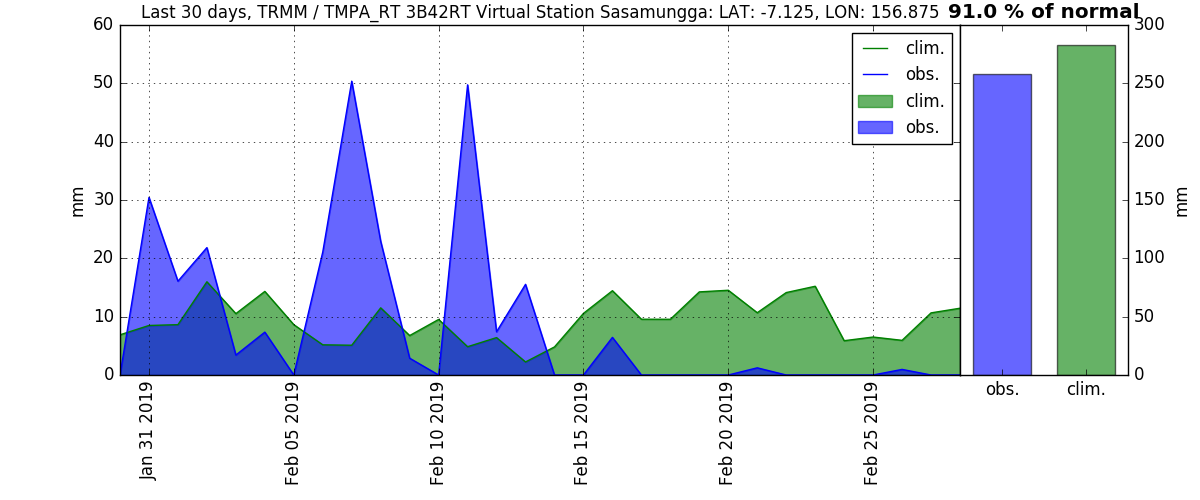 Last 30 days, TRMM / TMPA_RT 3B42RT Virtual Station Sasamungga: LAT: -7.125, LON: 156.875 91.0 % of normal
60
50
40
30
20
10
0
mm
clim.
obs.
clim.
obs.
Jan 31 2019
Feb 05 2019
Feb 10 2019
Feb 15 2019
Feb 20 2019
Feb 25 2019
300
250
200
150
100
50
0
mm
obs.
clim.